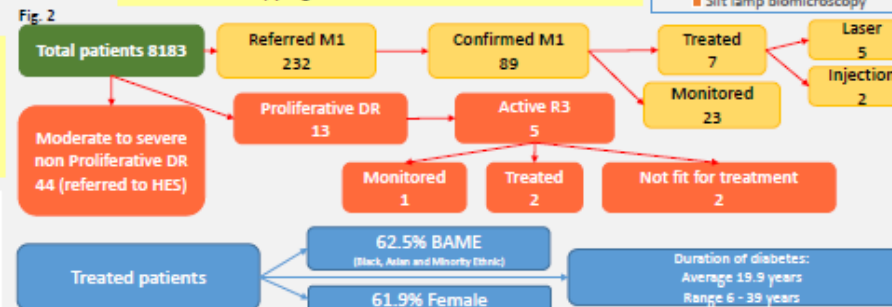 Slit lamp biomicroscopy
Fig. 2
Total patients 8183
Referred M1
232
Confirmed M1
89
Treated
7
Laser
5
Injection
2
Monitored
23
Moderate to severe
non Proliferative DR
44 (referred to HES)
Proliferative DR
13
Active R3
5
Monitored
1
Treated
2
Not fit for treatment
2
Treated patients
62.5% BAME
(Black, Asian and Minority Ethnic)
61.9% Female
Duration of diabetes:
Average 19.9 years
Range 6 - 39 years